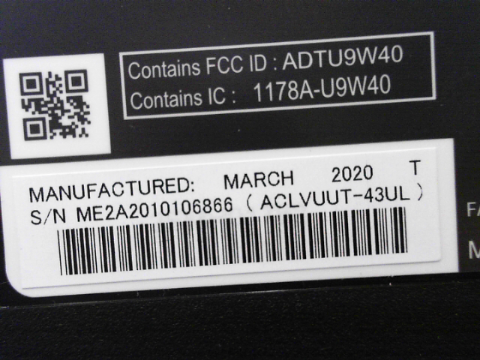 Contains FCC ID : ADTU9W40
Contains IC : 1178A-U9W40
MANUFACTURED: MARCH 2020 T
S/N ME2A2010106866 ( ACLVUUT-43UL )